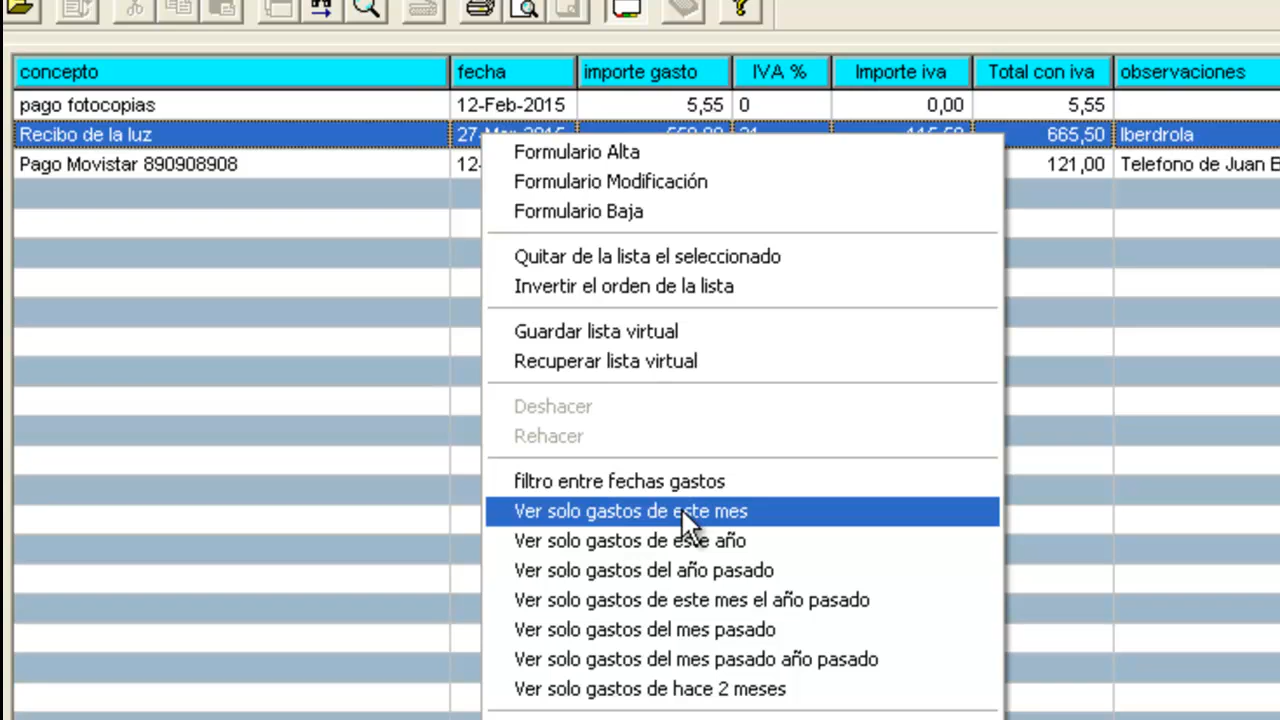 concepto fecha importe gasto IVA % Importe iva Total con iva observaciones
pago fotocopias 12-Feb-2015 5,55 0 0,00 5,55
Recibo de la luz 665,50 Iberdrola
Pago Movistar 890908908 12- 121,00 Telefono de Juan B
Formulario Alta
Formulario Modificación
Formulario Baja
Quitar de la lista el seleccionado
Invertir el orden de la lista
Guardar lista virtual
Recuperar lista virtual
Deshacer
Rehacer
filtro entre fechas gastos
Ver solo gastos de este mes
Ver solo gastos de este año
Ver solo gastos del año pasado
Ver solo gastos de este mes el año pasado
Ver solo gastos del mes pasado
Ver solo gastos del mes pasado año pasado
Ver solo gastos de hace 2 meses